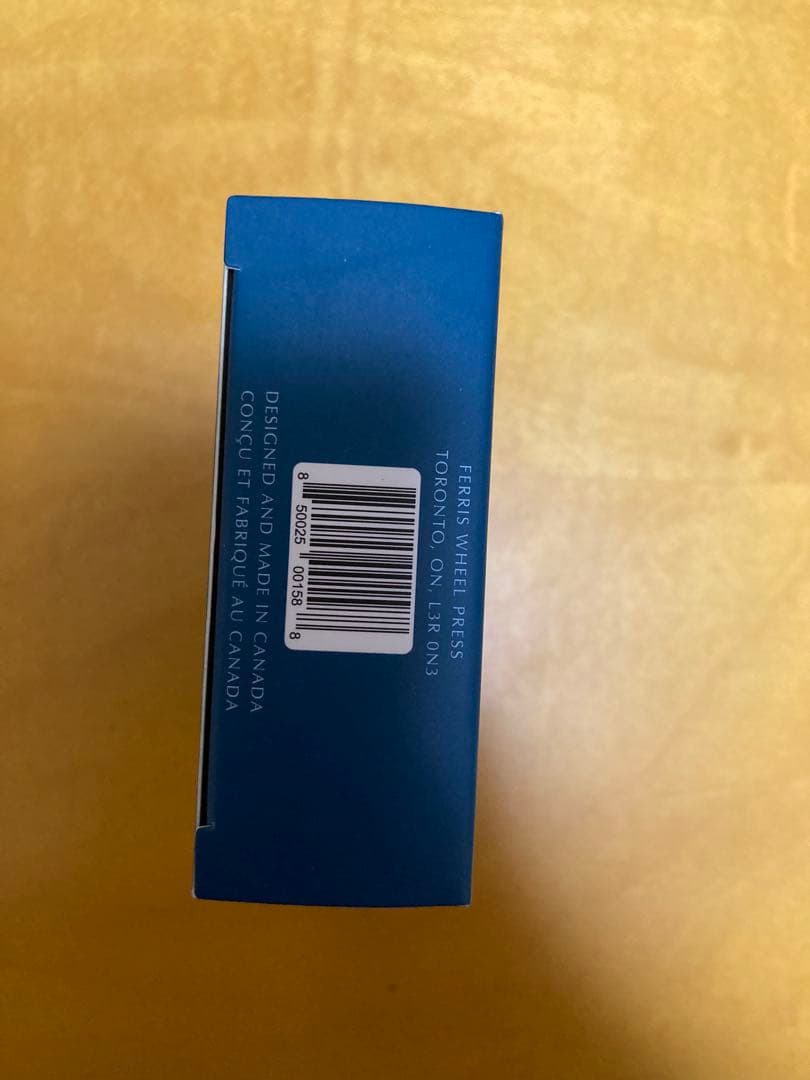 FERRIS WHEEL PRESS
TORONTO, ON, L3R 0N3
8 50025 00158 8
DESIGNED AND MADE IN CANADA
CONÇU ET FABRIQUÉ AU CANADA